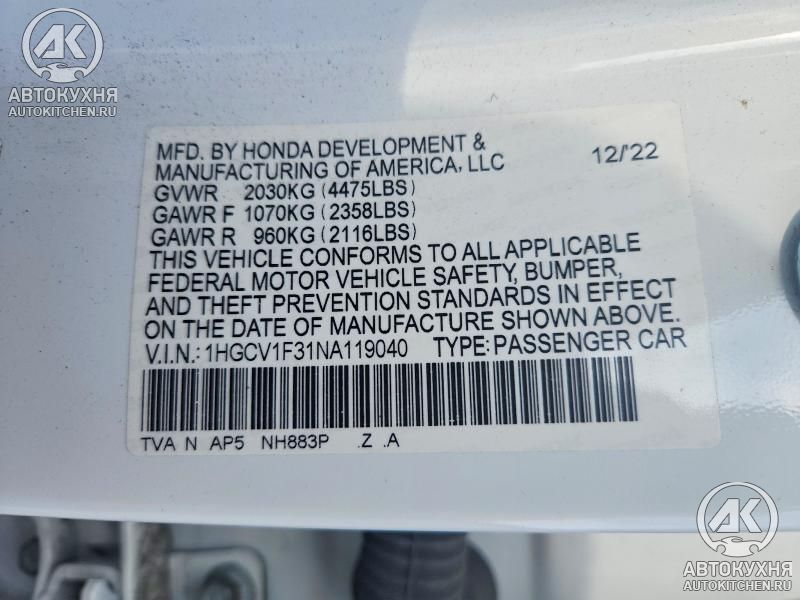 AK
АВТОКУХНЯ
AUTOKITCHEN.RU
MFD. BY HONDA DEVELOPMENT &
MANUFACTURING OF AMERICA, LLC 12/'22
GVWR 2030KG (4475LBS)
GAWR F 1070KG (2358LBS)
GAWR R 960KG (2116LBS)
THIS VEHICLE CONFORMS TO ALL APPLICABLE
FEDERAL MOTOR VEHICLE SAFETY, BUMPER,
AND THEFT PREVENTION STANDARDS IN EFFECT
ON THE DATE OF MANUFACTURE SHOWN ABOVE.
V.I.N.: 1HGCV1F31NA119040 TYPE: PASSENGER CAR
TVA N AP5 NH883P .Z .A
AK
АВТОКУХНЯ
AUTOKITCHEN.RU